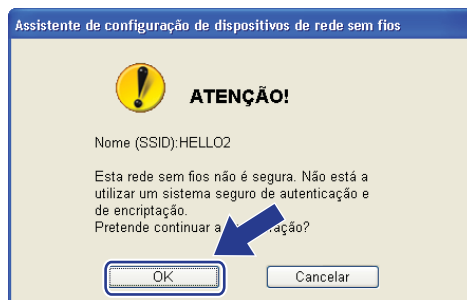 Assistente de configuração de dispositivos de rede sem fios
ATENÇÃO!
Nome (SSID):HELLO2
Esta rede sem fios não é segura. Não está a
utilizar um sistema seguro de autenticação e
de encriptação.
Pretende continuar a ação?
OK
Cancelar